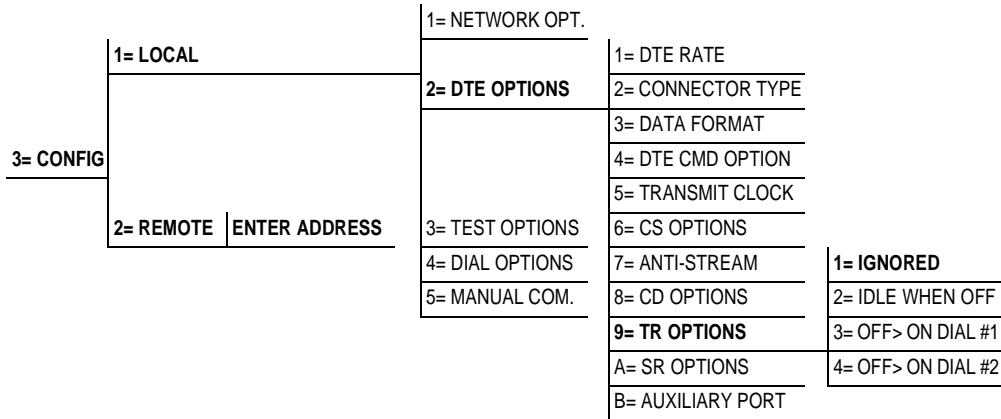 1= NETWORK OPT.
1= LOCAL 1= DTE RATE
2= DTE OPTIONS 2= CONNECTOR TYPE
3= DATA FORMAT
3= CONFIG 4= DTE CMD OPTION
5= TRANSMIT CLOCK
2= REMOTE ENTER ADDRESS 3= TEST OPTIONS 6= CS OPTIONS
4= DIAL OPTIONS 7= ANTI-STREAM 1= IGNORED
5= MANUAL COM. 8= CD OPTIONS 2= IDLE WHEN OFF
9= TR OPTIONS 3= OFF> ON DIAL #1
A= SR OPTIONS 4= OFF> ON DIAL #2
B= AUXILIARY PORT